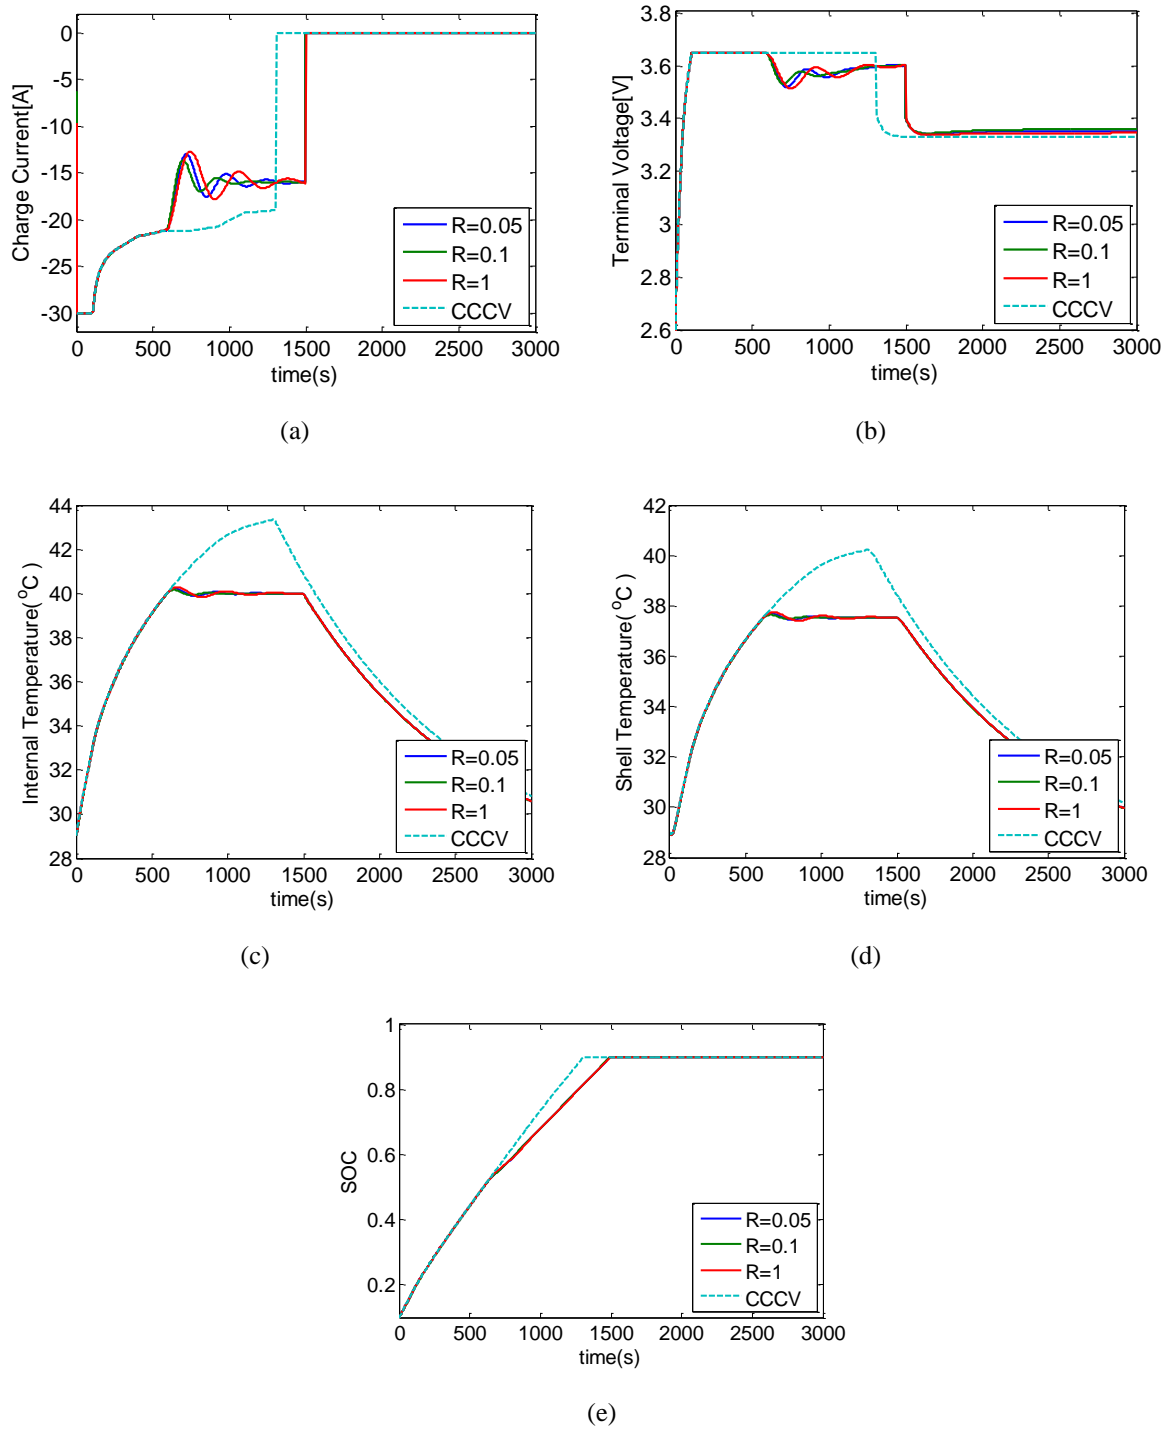 0
-5
-10
-15
-20
-25
-30
Charge Current[A]
R=0.05
R=0.1
R=1
CCCV
0 500 1000 1500 2000 2500 3000
time(s)
(a)
3.8
3.6
3.4
3.2
3
2.8
2.6
Terminal Voltage[V]
R=0.05
R=0.1
R=1
CCCV
0 500 1000 1500 2000 2500 3000
time(s)
(b)
44
42
40
38
36
34
32
30
28
Internal Temperature(°C )
R=0.05
R=0.1
R=1
CCCV
0 500 1000 1500 2000 2500 3000
time(s)
(c)
42
40
38
36
34
32
30
28
Shell Temperature(°C )
R=0.05
R=0.1
R=1
CCCV
0 500 1000 1500 2000 2500 3000
time(s)
(d)
1
0.8
0.6
0.4
0.2
SOC
R=0.05
R=0.1
R=1
CCCV
0 500 1000 1500 2000 2500 3000
time(s)
(e)